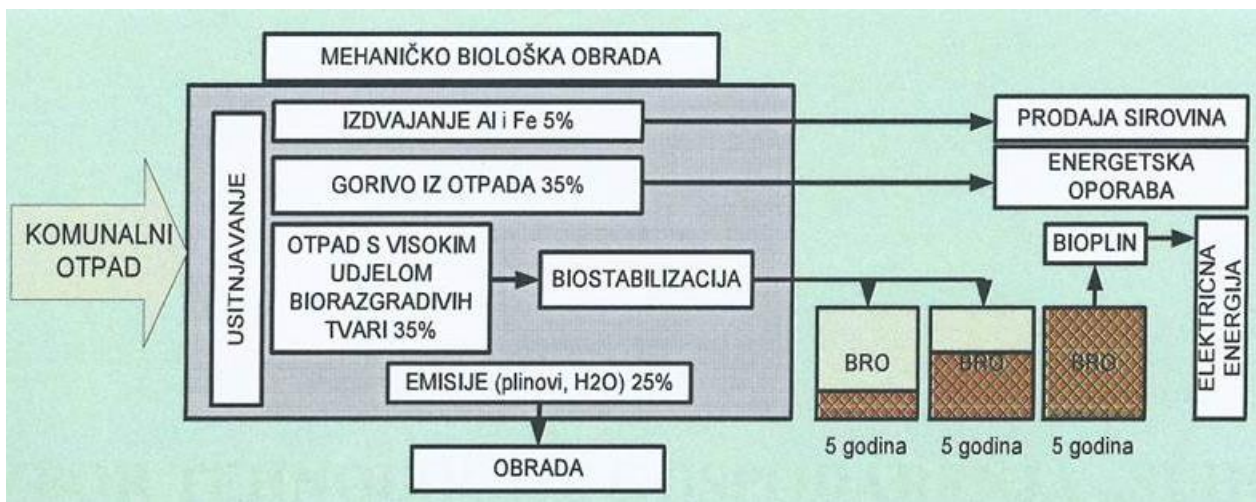 MEHANIČKO BIOLOŠKA OBRADA
KOMUNALNI
OTPAD
USITNJAVANJE
IZDVAJANJE Al i Fe 5%
PRODAJA SIROVINA
GORIVO IZ OTPADA 35%
ENERGETSKA
OPORABA
OTPAD S VISOKIM
UDJELOM
BIORAZGRADIVIH
TVARI 35%
BIOSTABILIZACIJA
BIOPLIN
ELEKTRIČNA
ENERGIJA
BRO
BRO
BRO
EMISIJE (plinovi, H2O) 25%
5 godina
5 godina
5 godina
OBRADA